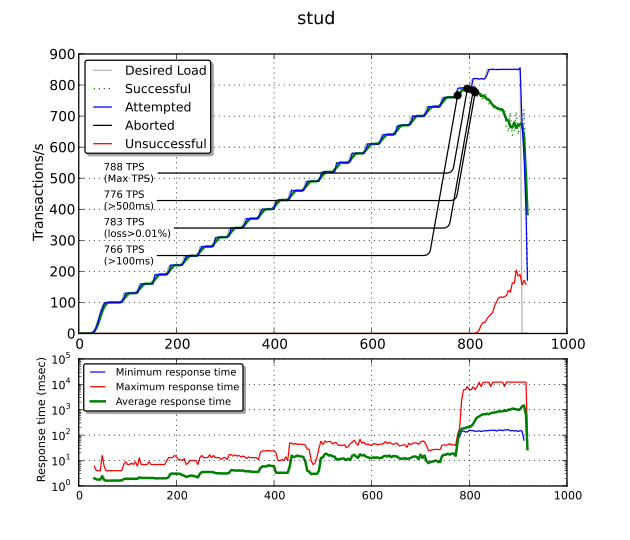 stud
900
800
700
600
500
400
300
200
100
0
Transactions/s
Desired Load
Successful
Attempted
Aborted
Unsuccessful
788 TPS
(Max TPS)
776 TPS
(>500ms)
783 TPS
(loss>0.01%)
766 TPS
(>100ms)
0 200 400 600 800 1000
10^5
10^4
10^3
10^2
10^1
10^0
Response time (msec)
Minimum response time
Maximum response time
Average response time
0 200 400 600 800 1000